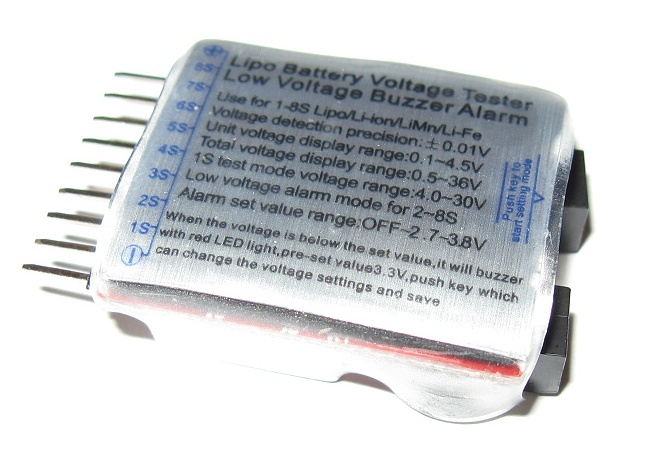 Lipo Battery Voltage Tester
Low Voltage Buzzer Alarm
Use for 1-8S Lipo/Li-ion/LiMn/Li-Fe
Voltage detection precision:±0.01V
Unit voltage display range:0.1~4.5V
Total voltage display range:0.5~36V
1S test mode voltage range:4.0~30V
Low voltage alarm mode for 2~8S
Alarm set value range:OFF~2.7~3.8V
When the voltage is below the set value,it will buzzer
with red LED light,pre-set value3.3V,push key which
can change the voltage settings and save
+
8S
7S
6S
5S
4S
3S
2S
1S
-
Push key to
start setting mode